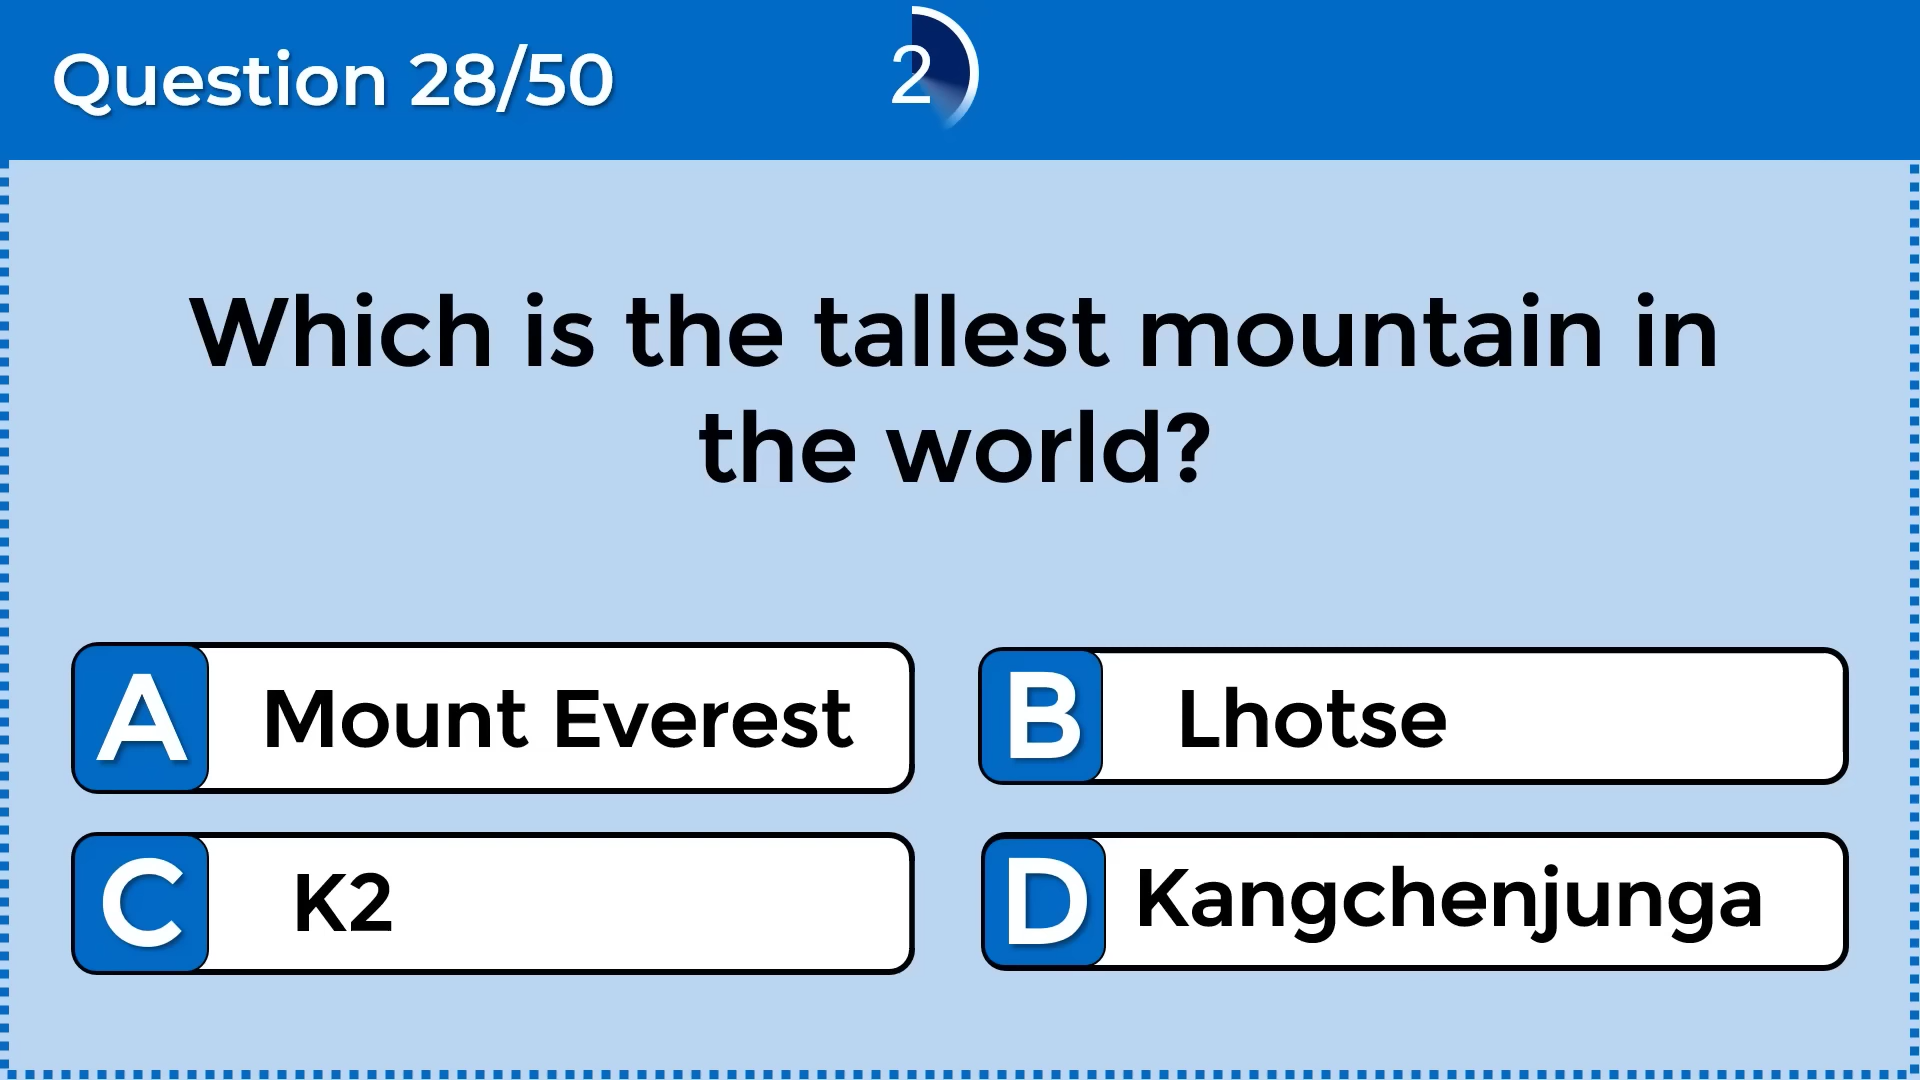 Question 28/50
2
Which is the tallest mountain in
the world?
A Mount Everest
B Lhotse
C K2
D Kangchenjunga